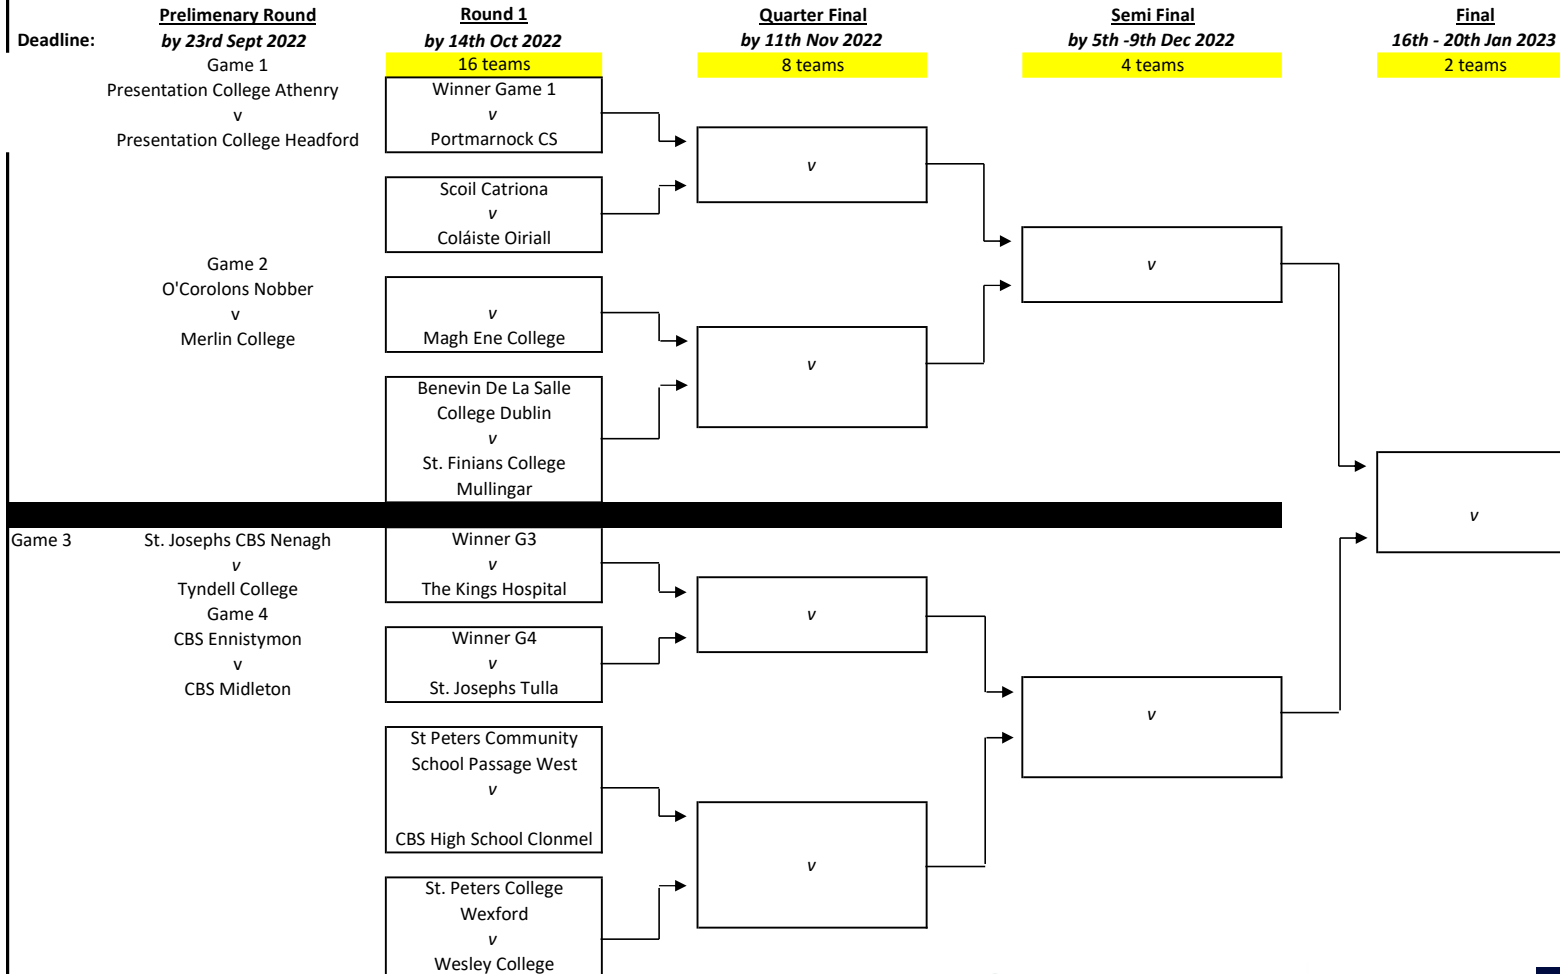 Prelimenary Round
Round 1
Quarter Final
Semi Final
Final
Deadline:
by 23rd Sept 2022
by 14th Oct 2022
by 11th Nov 2022
by 5th -9th Dec 2022
16th - 20th Jan 2023
Game 1
16 teams
8 teams
4 teams
2 teams
Presentation College Athenry
v
Presentation College Headford
Winner Game 1
v
Portmarnock CS
v
Scoil Catriona
v
Coláiste Oiriall
v
Game 2
O'Corolons Nobber
v
Merlin College
v
Magh Ene College
v
Benevin De La Salle
College Dublin
v
St. Finians College
Mullingar
v
Game 3
St. Josephs CBS Nenagh
v
Tyndell College
Winner G3
v
The Kings Hospital
v
Game 4
CBS Ennistymon
v
CBS Midleton
Winner G4
v
St. Josephs Tulla
v
St Peters Community
School Passage West
v
CBS High School Clonmel
v
St. Peters College
Wexford
v
Wesley College